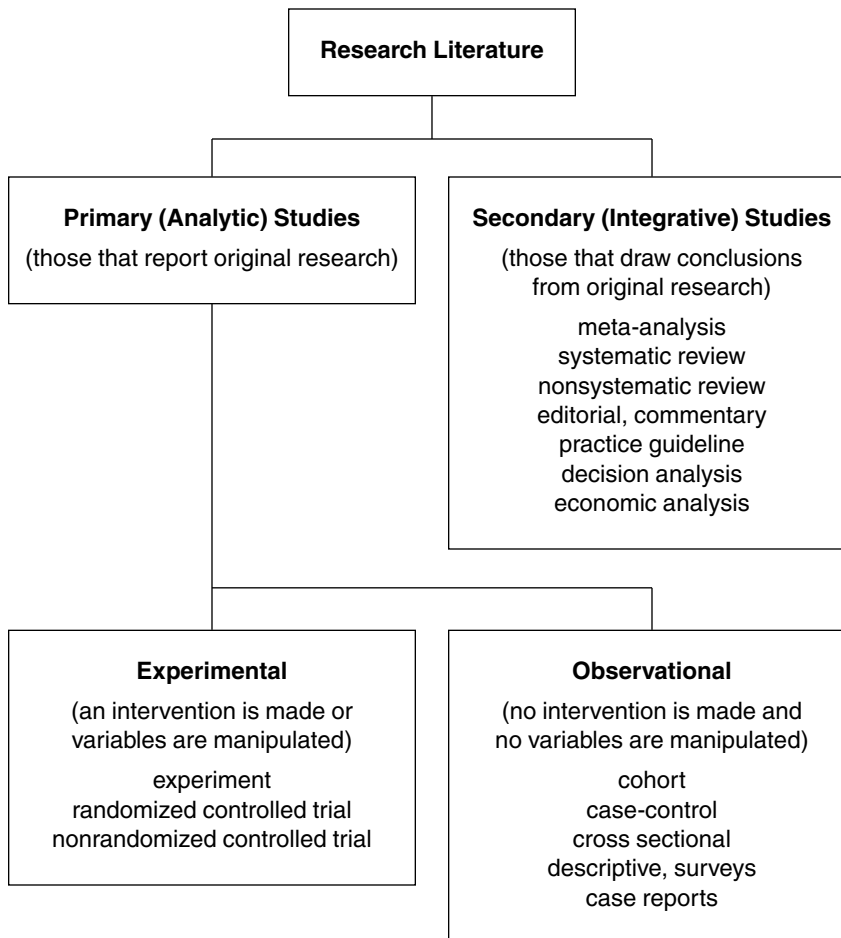 Research Literature
Primary (Analytic) Studies
(those that report original research)
Secondary (Integrative) Studies
(those that draw conclusions
from original research)
meta-analysis
systematic review
nonsystematic review
editorial, commentary
practice guideline
decision analysis
economic analysis
Experimental
(an intervention is made or
variables are manipulated)
experiment
randomized controlled trial
nonrandomized controlled trial
Observational
(no intervention is made and
no variables are manipulated)
cohort
case-control
cross sectional
descriptive, surveys
case reports